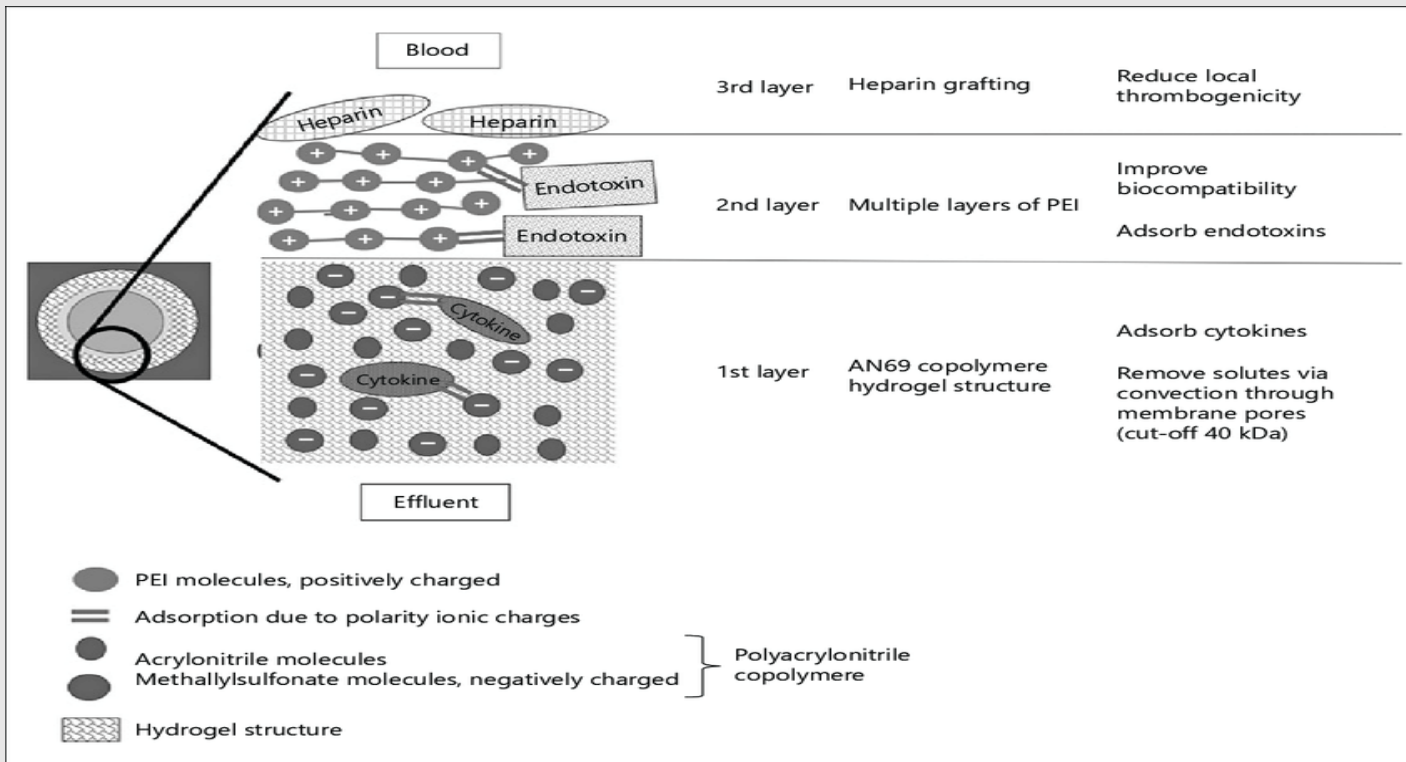 Blood
Heparin
Heparin
3rd layer
Heparin grafting
Reduce local
thrombogenicity
+ + + +
+ + +
Endotoxin
+ + + +
+ + +
Endotoxin
2nd layer
Multiple layers of PEI
Improve
biocompatibility
Adsorb endotoxins
Cytokine
Cytokine
1st layer
AN69 copolymere
hydrogel structure
Adsorb cytokines
Remove solutes via
convection through
membrane pores
(cut-off 40 kDa)
Effluent
PEI molecules, positively charged
Adsorption due to polarity ionic charges
Acrylonitrile molecules
Methallylsulfonate molecules, negatively charged
Polyacrylonitrile
copolymere
Hydrogel structure